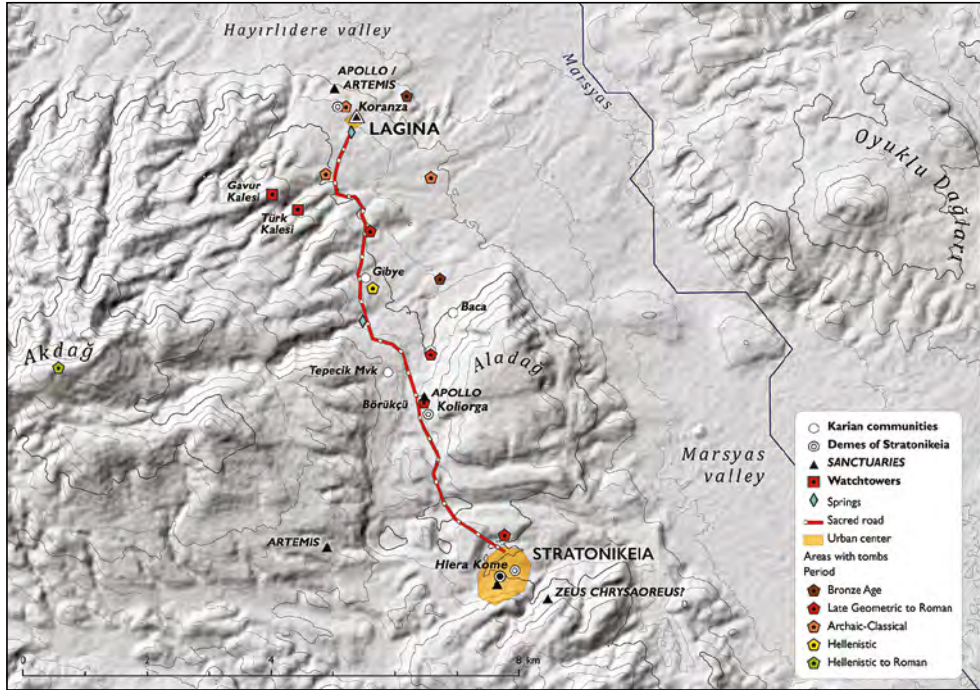 Hayırlıdere valley
Marsyas
APOLLO /
ARTEMIS
Koranza
LAGINA
Oyuklu Dağları
Gavur
Kalesi
Türk
Kalesi
Gibye
Baca
Akdağ
Aladağ
Tepecik Mvk
APOLLO
Koliorga
Börükçü
Marsyas
valley
ARTEMIS
STRATONIKEIA
Hİera Kome
ZEUS CHRYSAOREUS?
0
2
4
8 km
Karian communities
Demes of Stratonikeia
SANCTUARIES
Watchtowers
Springs
Sacred road
Urban center
Areas with tombs
Period
Bronze Age
Late Geometric to Roman
Archaic-Classical
Hellenistic
Hellenistic to Roman